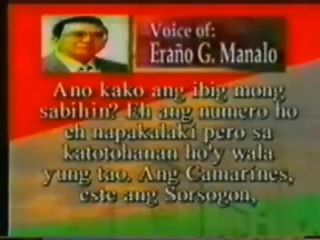 Voice of:
Eraño G. Manalo
Ano kako ang ibig mong
sabihin? Eh ang numero ho
eh napakalaki pero sa
katotohanan ho'y wala
yung tao. Ang Camarines,
este ang Sorsogon,